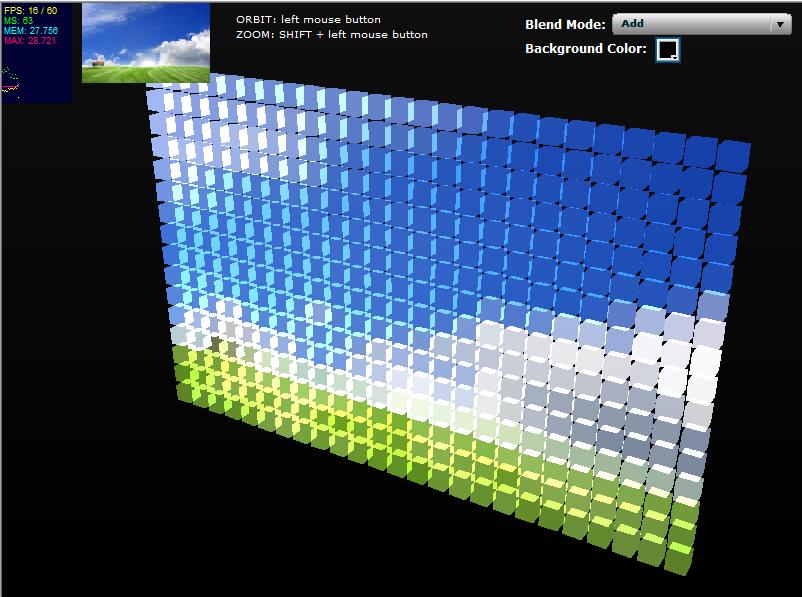 FPS: 16 / 60
MS: 63
MEM: 27.756
MAX: 28.721
ORBIT: left mouse button
ZOOM: SHIFT + left mouse button
Blend Mode: Add
Background Color: